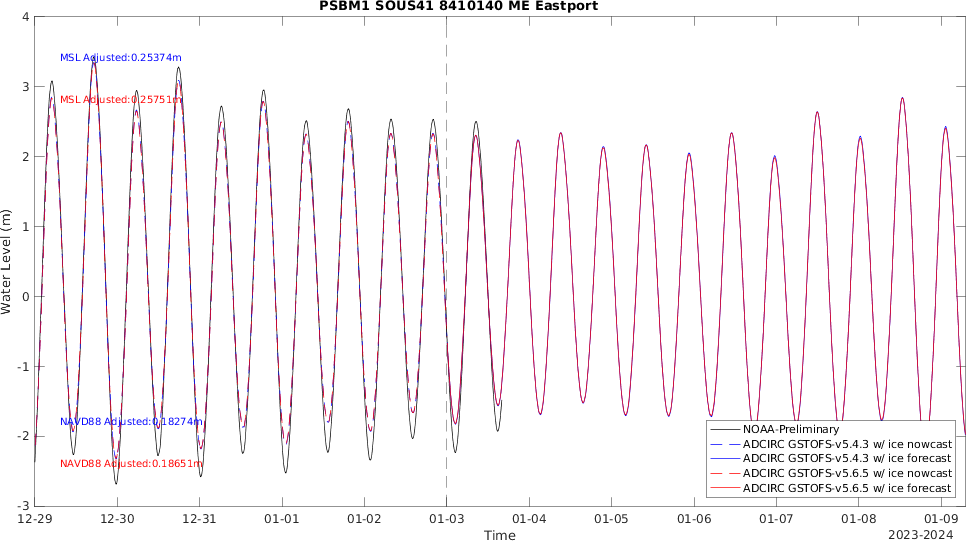 PSBM1 SOUS41 8410140 ME Eastport
4
MSL Adjusted:0.25374m
3
MSL Adjusted:0.25751m
2
1
Water Level (m)
0
-1
NAVD88 Adjusted:0.18274m
-2
NAVD88 Adjusted:0.18651m
NOAA-Preliminary
ADCIRC GSTOFS-v5.4.3 w/ ice nowcast
ADCIRC GSTOFS-v5.4.3 w/ ice forecast
ADCIRC GSTOFS-v5.6.5 w/ ice nowcast
ADCIRC GSTOFS-v5.6.5 w/ ice forecast
-3
12-29 12-30 12-31 01-01 01-02 01-03 01-04 01-05 01-06 01-07 01-08 01-09
Time
2023-2024